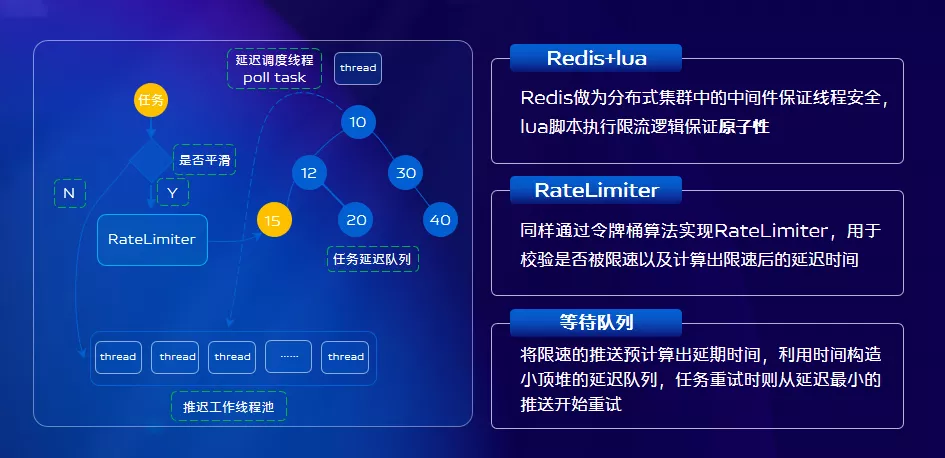 延迟调度线程
poll task
thread
任务
10
是否平滑
12
30
N
Y
15
20
40
RateLimiter
任务延迟队列
thread
thread
thread
......
thread
推迟工作线程池
Redis+lua
Redis做为分布式集群中的中间件保证线程安全，
lua脚本执行限流逻辑保证原子性
RateLimiter
同样通过令牌桶算法实现RateLimiter，用于
校验是否被限速以及计算出限速后的延迟时间
等待队列
将限速的推送预计算出延期时间，利用时间构造
小顶堆的延迟队列，任务重试时则从延迟最小的
推送开始重试